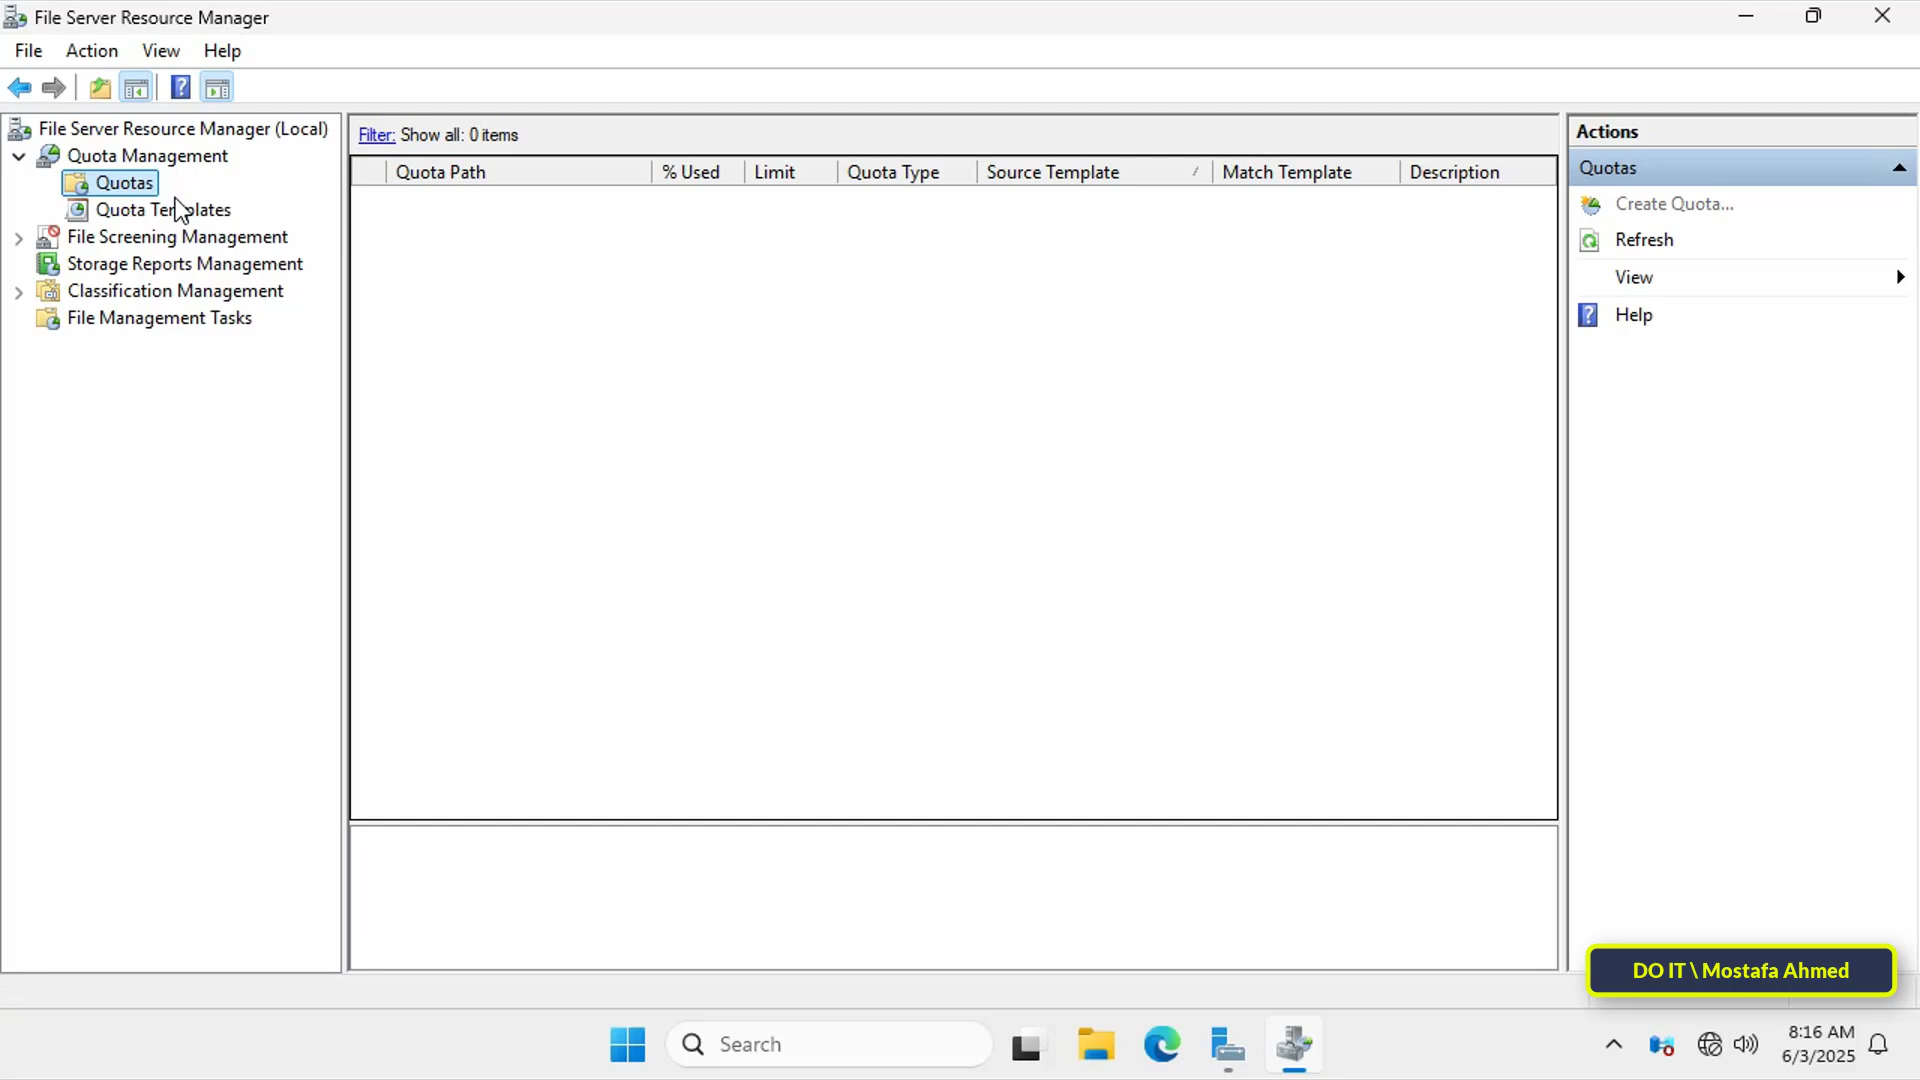 File Server Resource Manager
File Action View Help
File Server Resource Manager (Local)
Quota Management
Quotas
Quota Templates
File Screening Management
Storage Reports Management
Classification Management
File Management Tasks
Filter: Show all: 0 items
Quota Path % Used Limit Quota Type Source Template Match Template Description
Actions
Quotas
Create Quota...
Refresh
View
Help
DO IT \ Mostafa Ahmed
Search
8:16 AM
6/3/2025